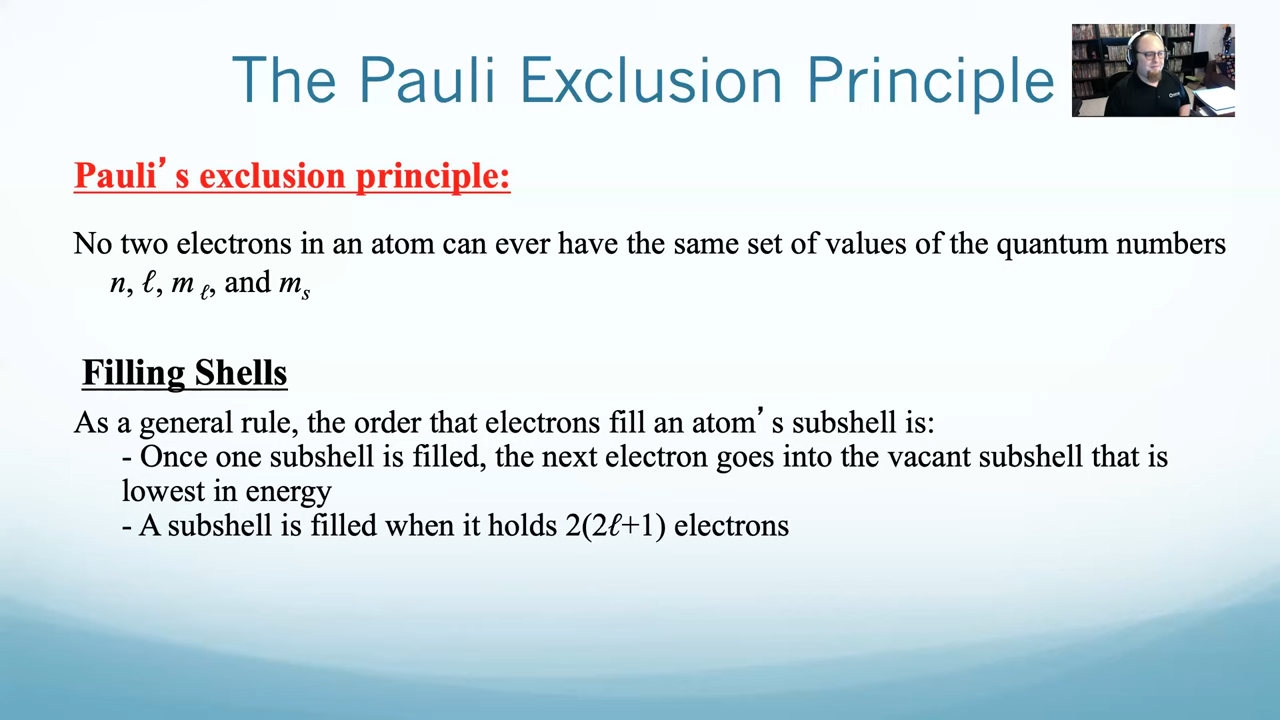 The Pauli Exclusion Principle
Pauli’s exclusion principle:
No two electrons in an atom can ever have the same set of values of the quantum numbers
n, ℓ, m ℓ, and ms
Filling Shells
As a general rule, the order that electrons fill an atom’s subshell is:
- Once one subshell is filled, the next electron goes into the vacant subshell that is
lowest in energy
- A subshell is filled when it holds 2(2ℓ+1) electrons